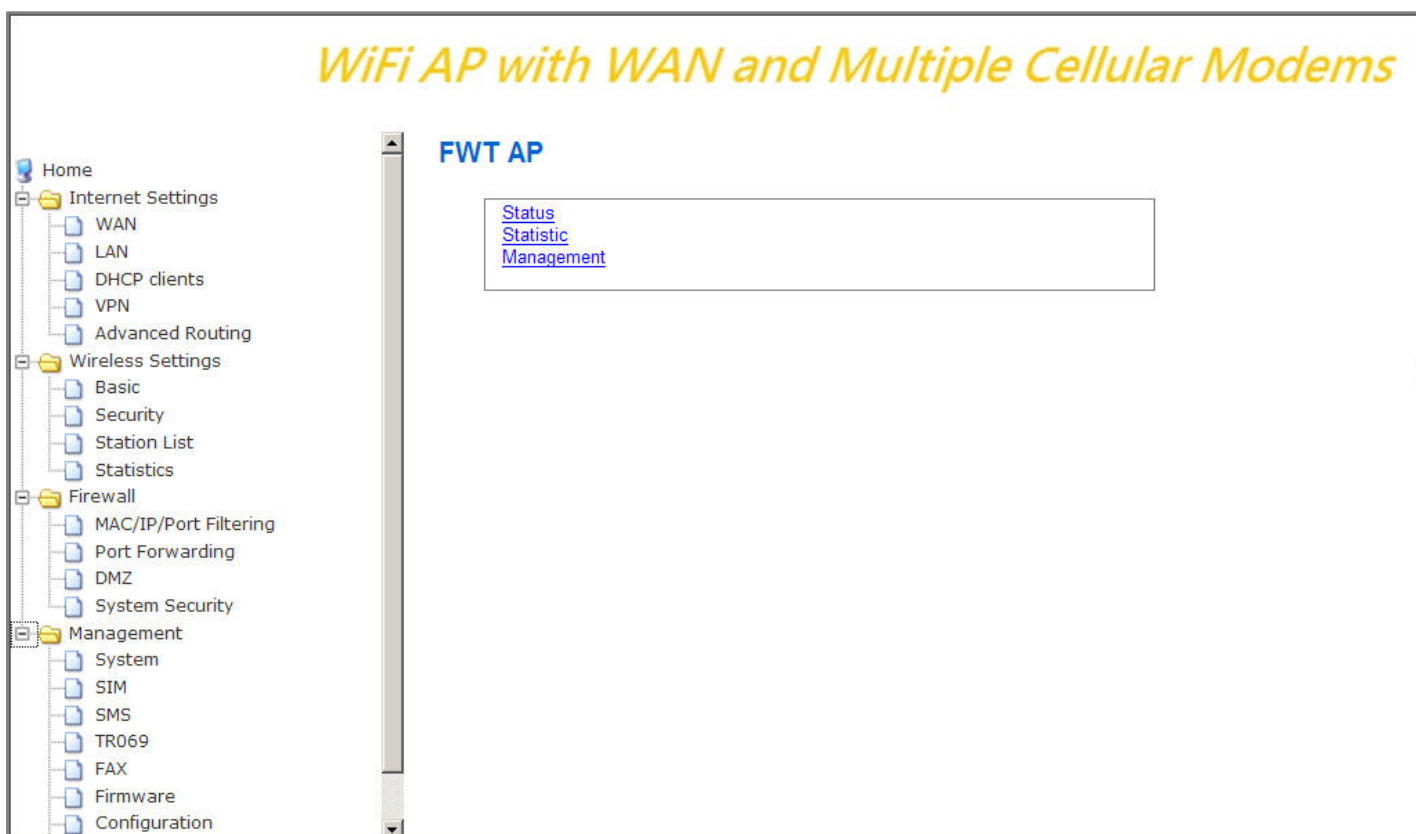 WiFi AP with WAN and Multiple Cellular Modems
Home
Internet Settings
WAN
LAN
DHCP clients
VPN
Advanced Routing
Wireless Settings
Basic
Security
Station List
Statistics
Firewall
MAC/IP/Port Filtering
Port Forwarding
DMZ
System Security
Management
System
SIM
SMS
TR069
FAX
Firmware
Configuration
FWT AP
Status
Statistic
Management